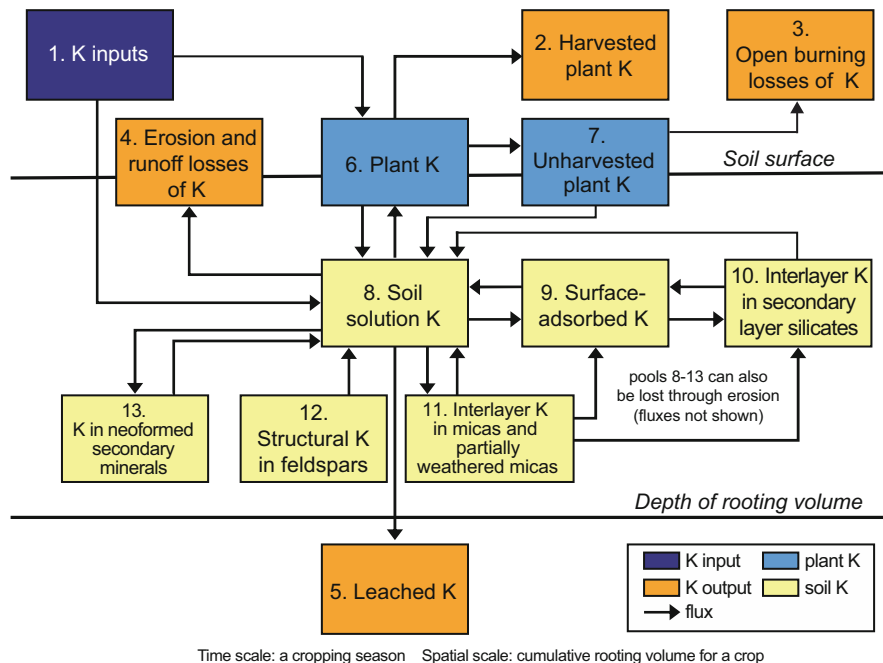 1. K inputs
2. Harvested
plant K
3.
Open burning
losses of K
4. Erosion and
runoff losses
of K
6. Plant K
7.
Unharvested
plant K
Soil surface
8. Soil
solution K
9. Surface-
adsorbed K
10. Interlayer K
in secondary
layer silicates
pools 8-13 can also
be lost through erosion
(fluxes not shown)
13.
K in neoformed
secondary
minerals
12.
Structural K
in feldspars
11. Interlayer K
in micas and
partially
weathered micas
Depth of rooting volume
5. Leached K
K input
plant K
K output
soil K
flux
Time scale: a cropping season Spatial scale: cumulative rooting volume for a crop